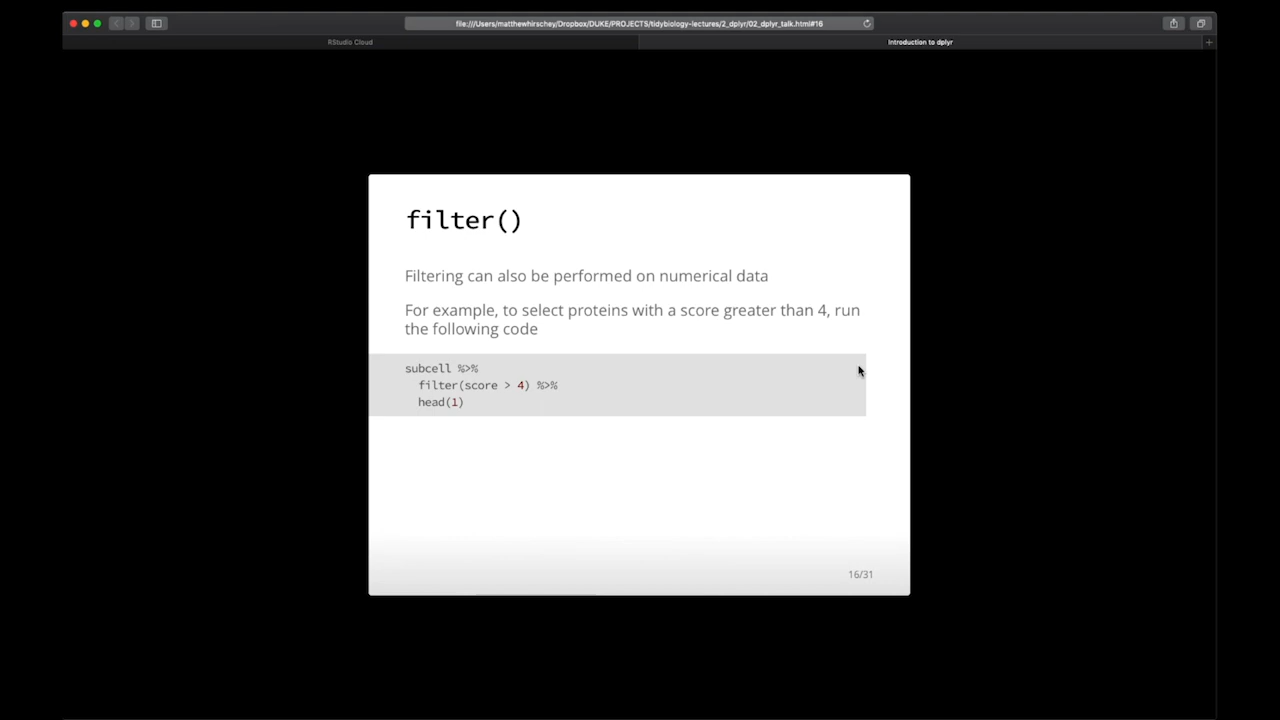 file:///Users/matthewhirschey/Dropbox/DUKE/PROJECTS/tidybiology-lectures/2_dplyr/02_dplyr_talk.html#16
RStudio Cloud
Introduction to dplyr
filter()
Filtering can also be performed on numerical data
For example, to select proteins with a score greater than 4, run
the following code
subcell %>%
filter(score > 4) %>%
head(1)
16/31